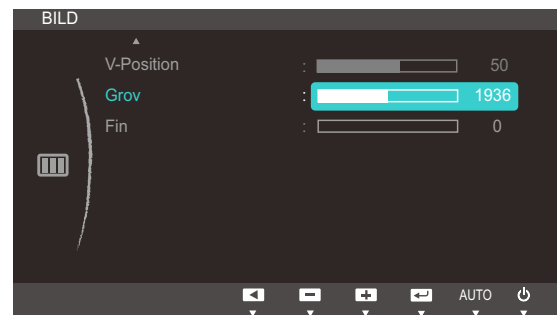 BILD
V-Position : 50
Grov : 1936
Fin : 0
AUTO